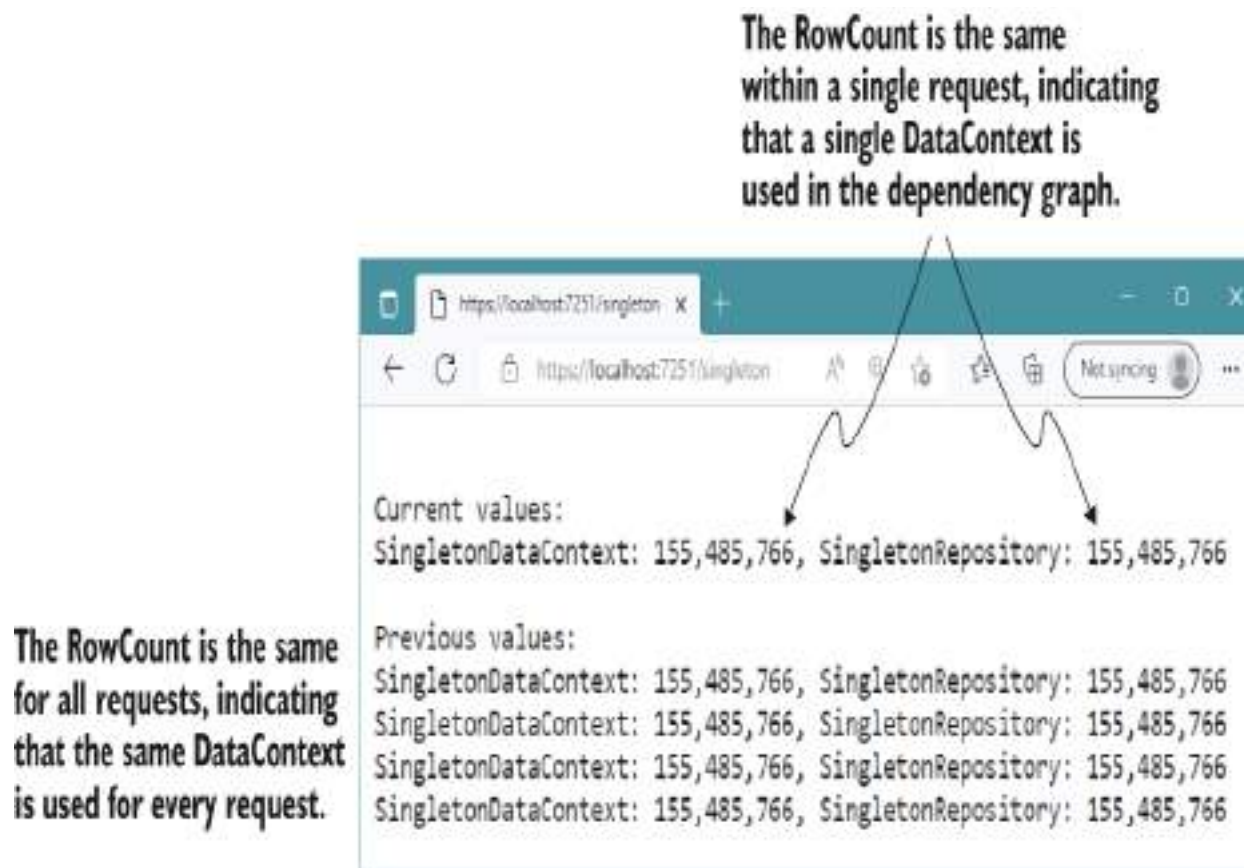 The RowCount is the same
within a single request, indicating
that a single DataContext is
used in the dependency graph.
https://localhost:7251/singleton
https://localhost:7251/singleton
Not syncing
Current values:
SingletonDataContext: 155,485,766, SingletonRepository: 155,485,766
The RowCount is the same
for all requests, indicating
that the same DataContext
is used for every request.
Previous values:
SingletonDataContext: 155,485,766, SingletonRepository: 155,485,766
SingletonDataContext: 155,485,766, SingletonRepository: 155,485,766
SingletonDataContext: 155,485,766, SingletonRepository: 155,485,766
SingletonDataContext: 155,485,766, SingletonRepository: 155,485,766